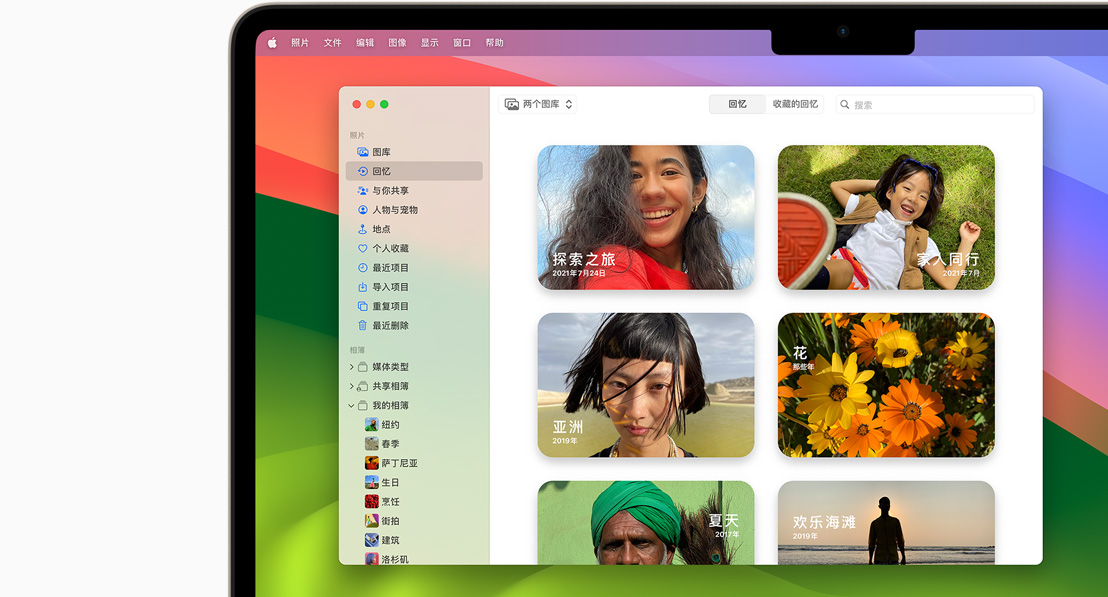 照片 文件 编辑 图像 显示 窗口 帮助
两个图库 回忆 收藏的回忆 搜索
照片
图库
回忆
与你共享
人物与宠物
地点
个人收藏
最近项目
导入项目
重复项目
最近删除
相簿
媒体类型
共享相簿
我的相簿
纽约
春季
萨丁尼亚
生日
烹饪
街拍
建筑
洛杉矶
探索之旅
2021年7月24日
家人同行
2021年7月
亚洲
2019年
花
那些年
夏天
2017年
欢乐海滩
2019年